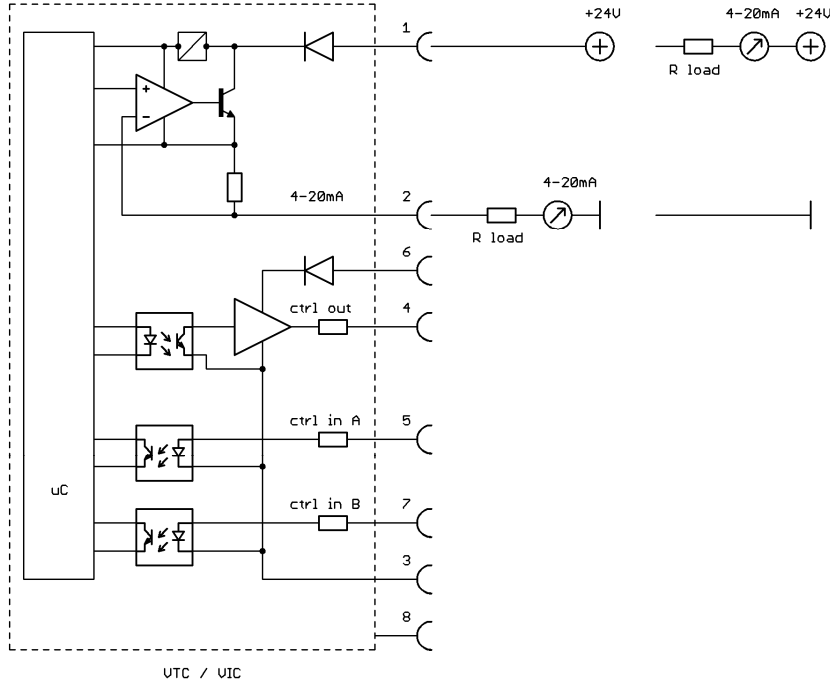 +24V
4-20mA
+24V
1
R load
+
-
4-20mA
2
4-20mA
R load
6
ctrl out
4
ctrl in A
5
uC
ctrl in B
7
3
8
VTC / VIC